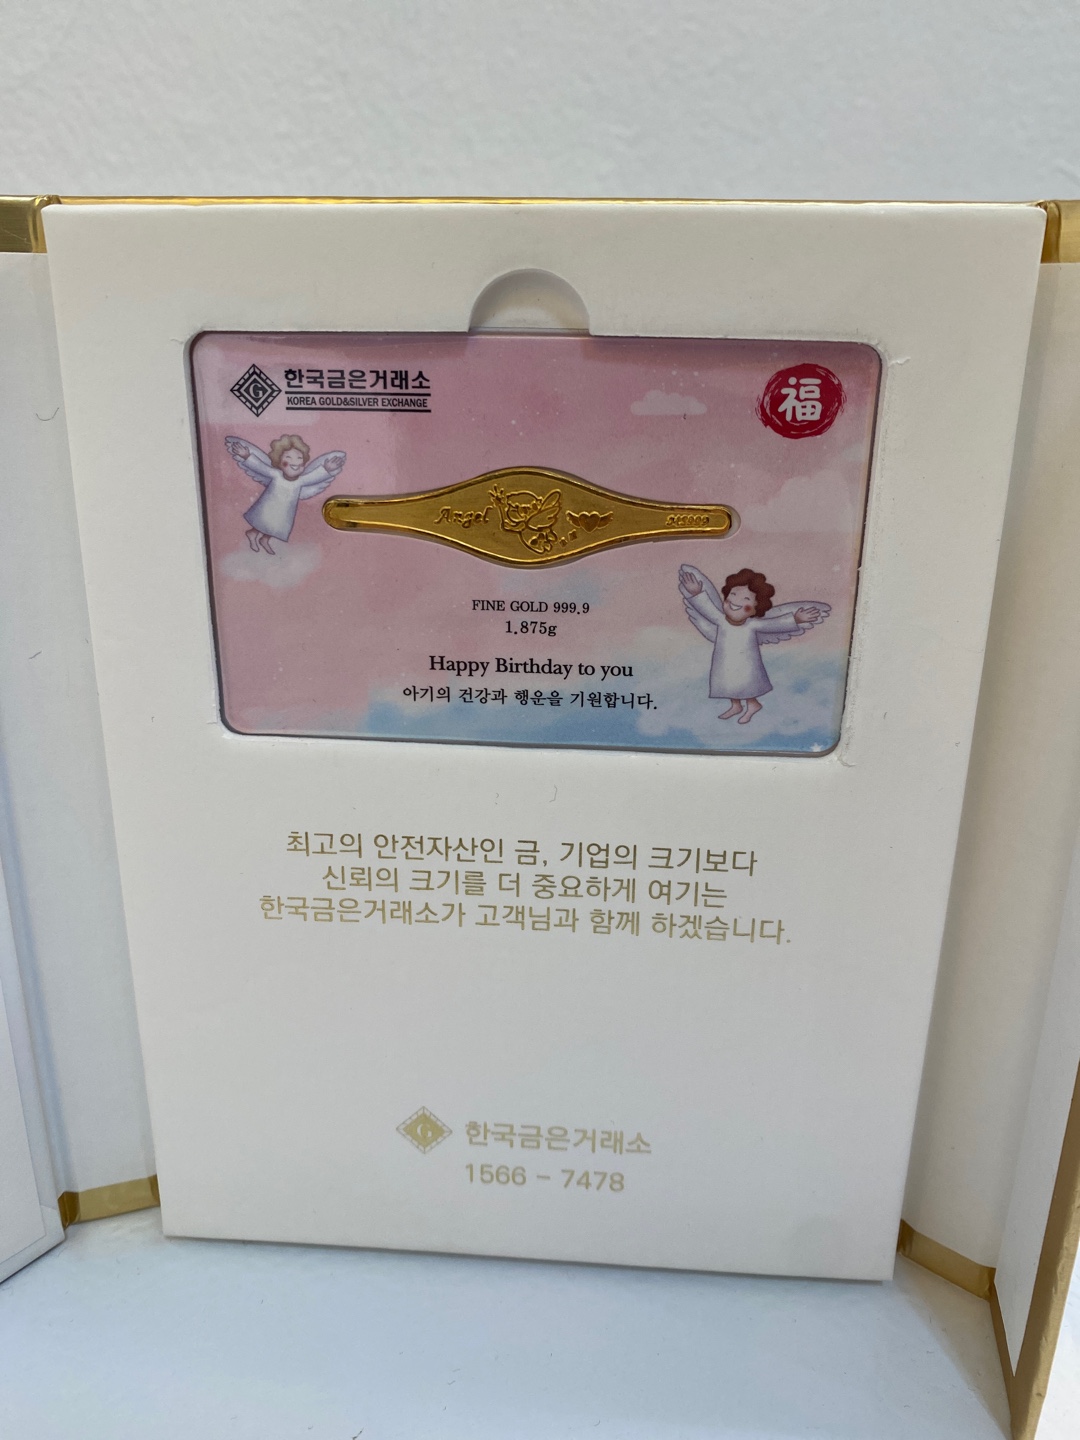 한국금은거래소
KOREA GOLD&SILVER EXCHANGE
福
Angel
FINE GOLD 999.9
1.875g
Happy Birthday to you
아기의 건강과 행운을 기원합니다.
최고의 안전자산인 금, 기업의 크기보다
신뢰의 크기를 더 중요하게 여기는
한국금은거래소가 고객님과 함께 하겠습니다.
G 한국금은거래소
1566 - 7478